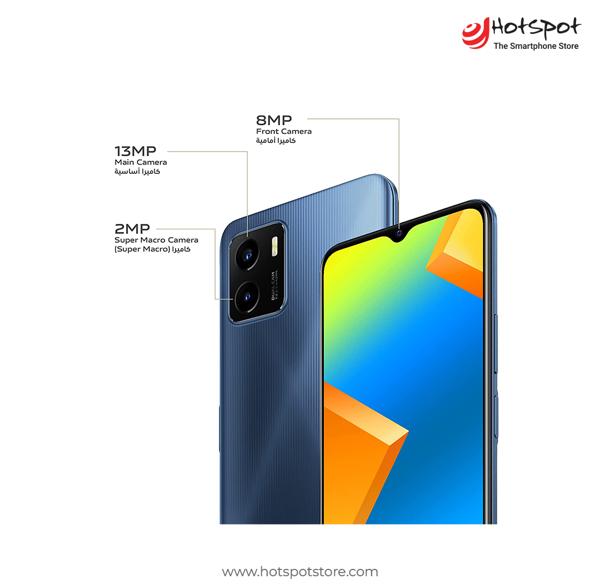 HOTSPOT
The Smartphone Store
8MP
Front Camera
كاميرا أمامية
13MP
Main Camera
كاميرا أساسية
2MP
Super Macro Camera
كاميرا (Super Macro)
www.hotspotstore.com